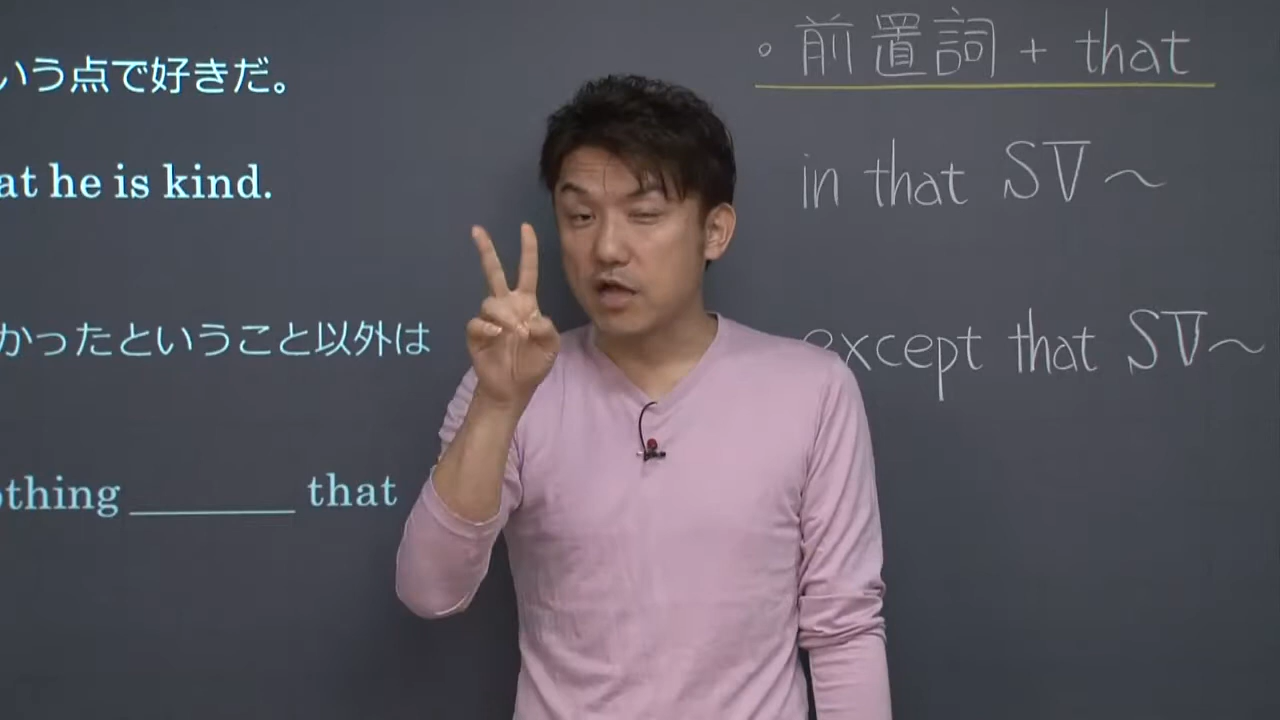 いう点で好きだ。
at he is kind.
かったということ以外は
othing ______ that
。前置詞 + that
in that SV～
except that SV～